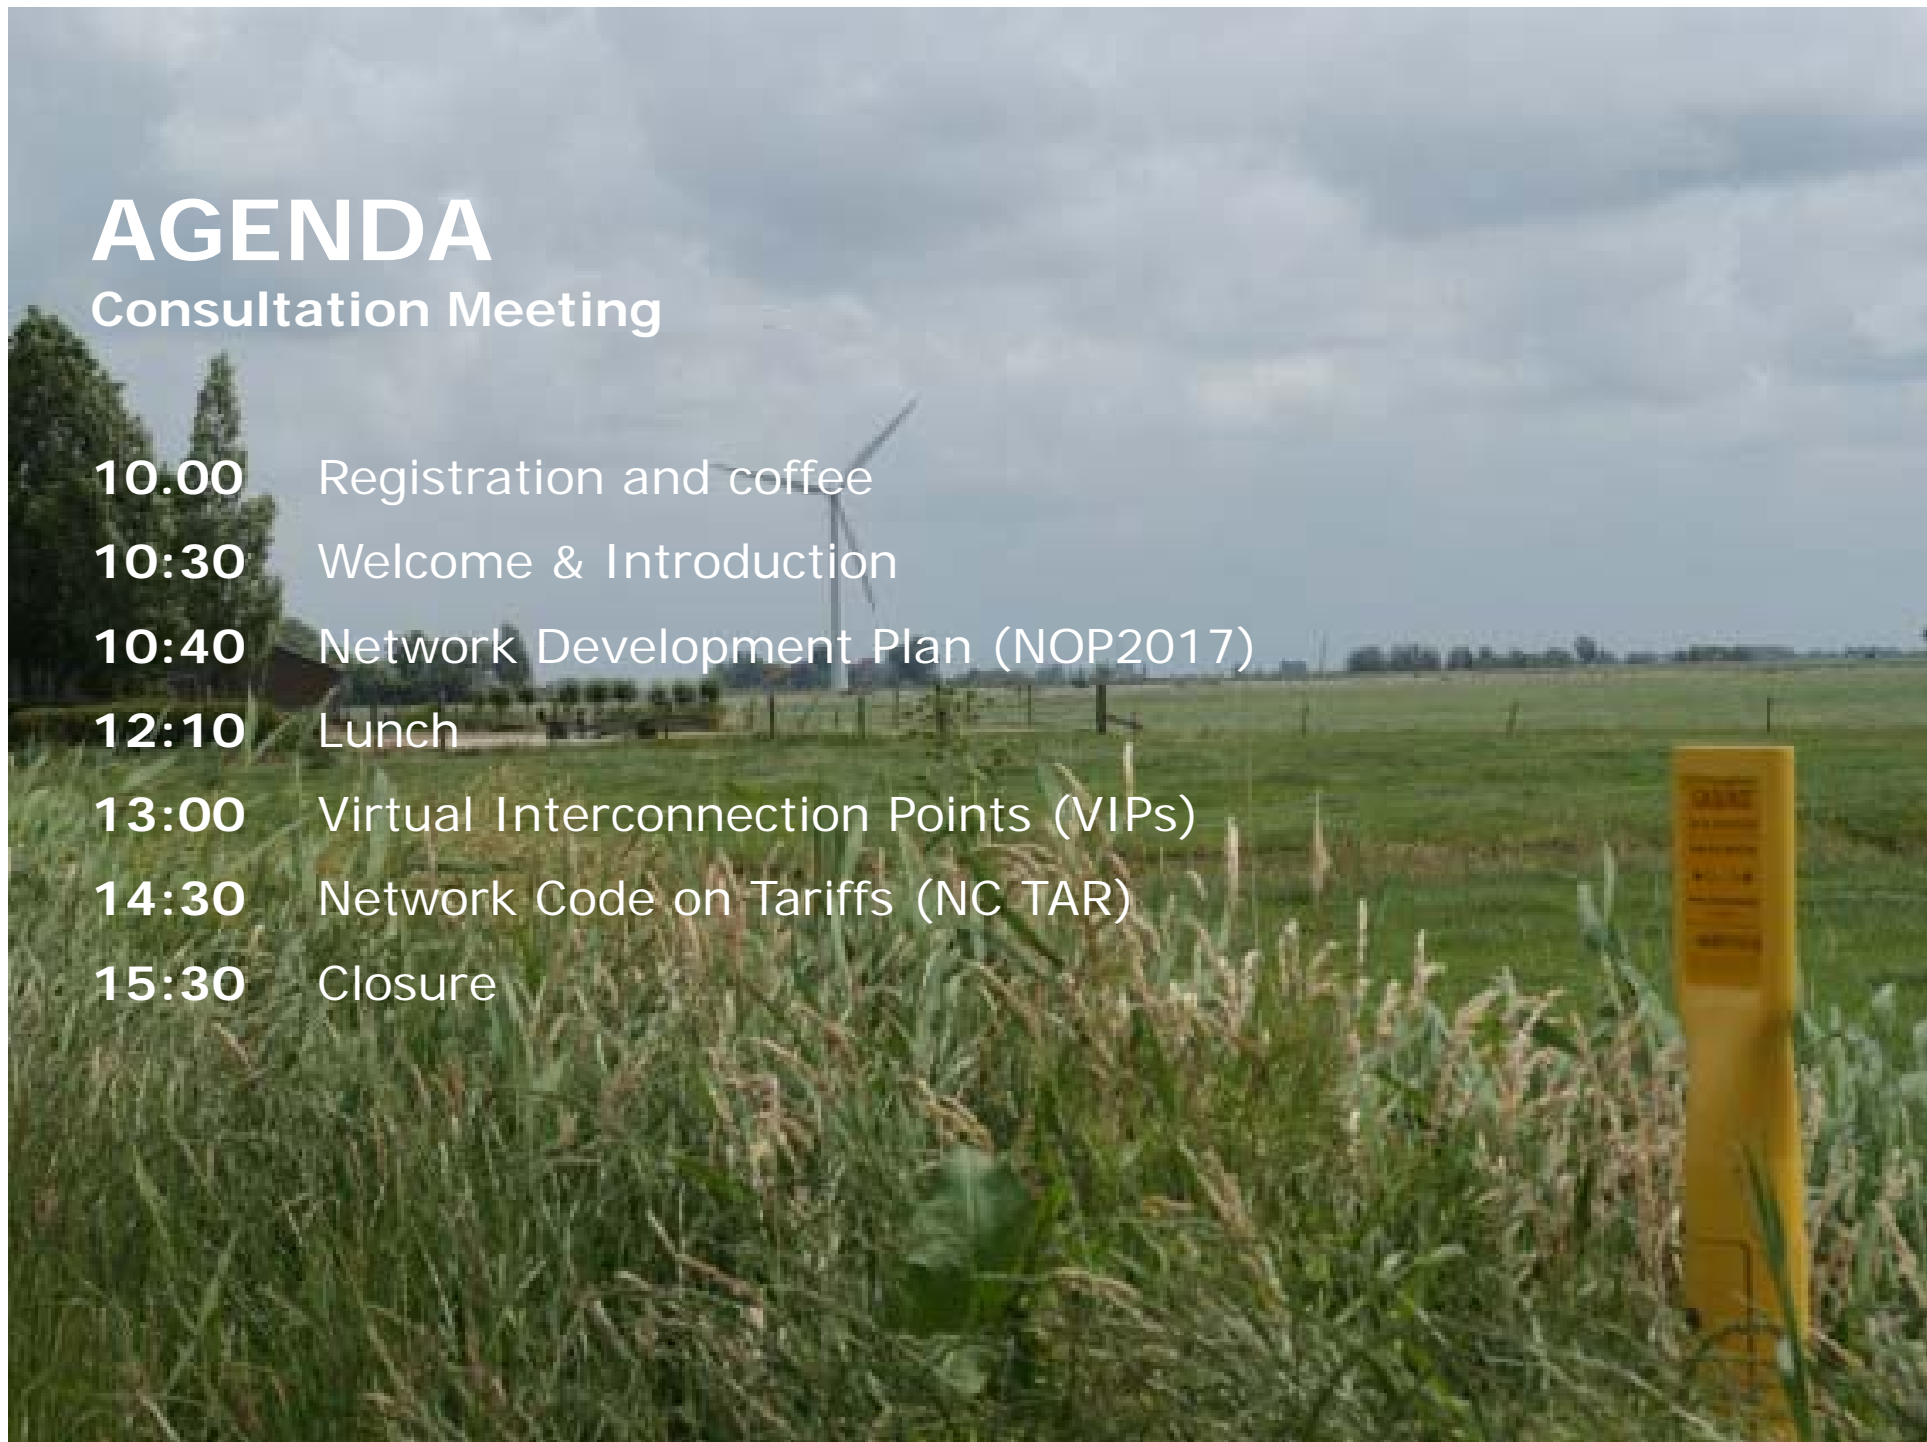 AGENDA
Consultation Meeting
10.00 Registration and coffee
10:30 Welcome & Introduction
10:40 Network Development Plan (NOP2017)
12:10 Lunch
13:00 Virtual Interconnection Points (VIPs)
14:30 Network Code on Tariffs (NC TAR)
15:30 Closure